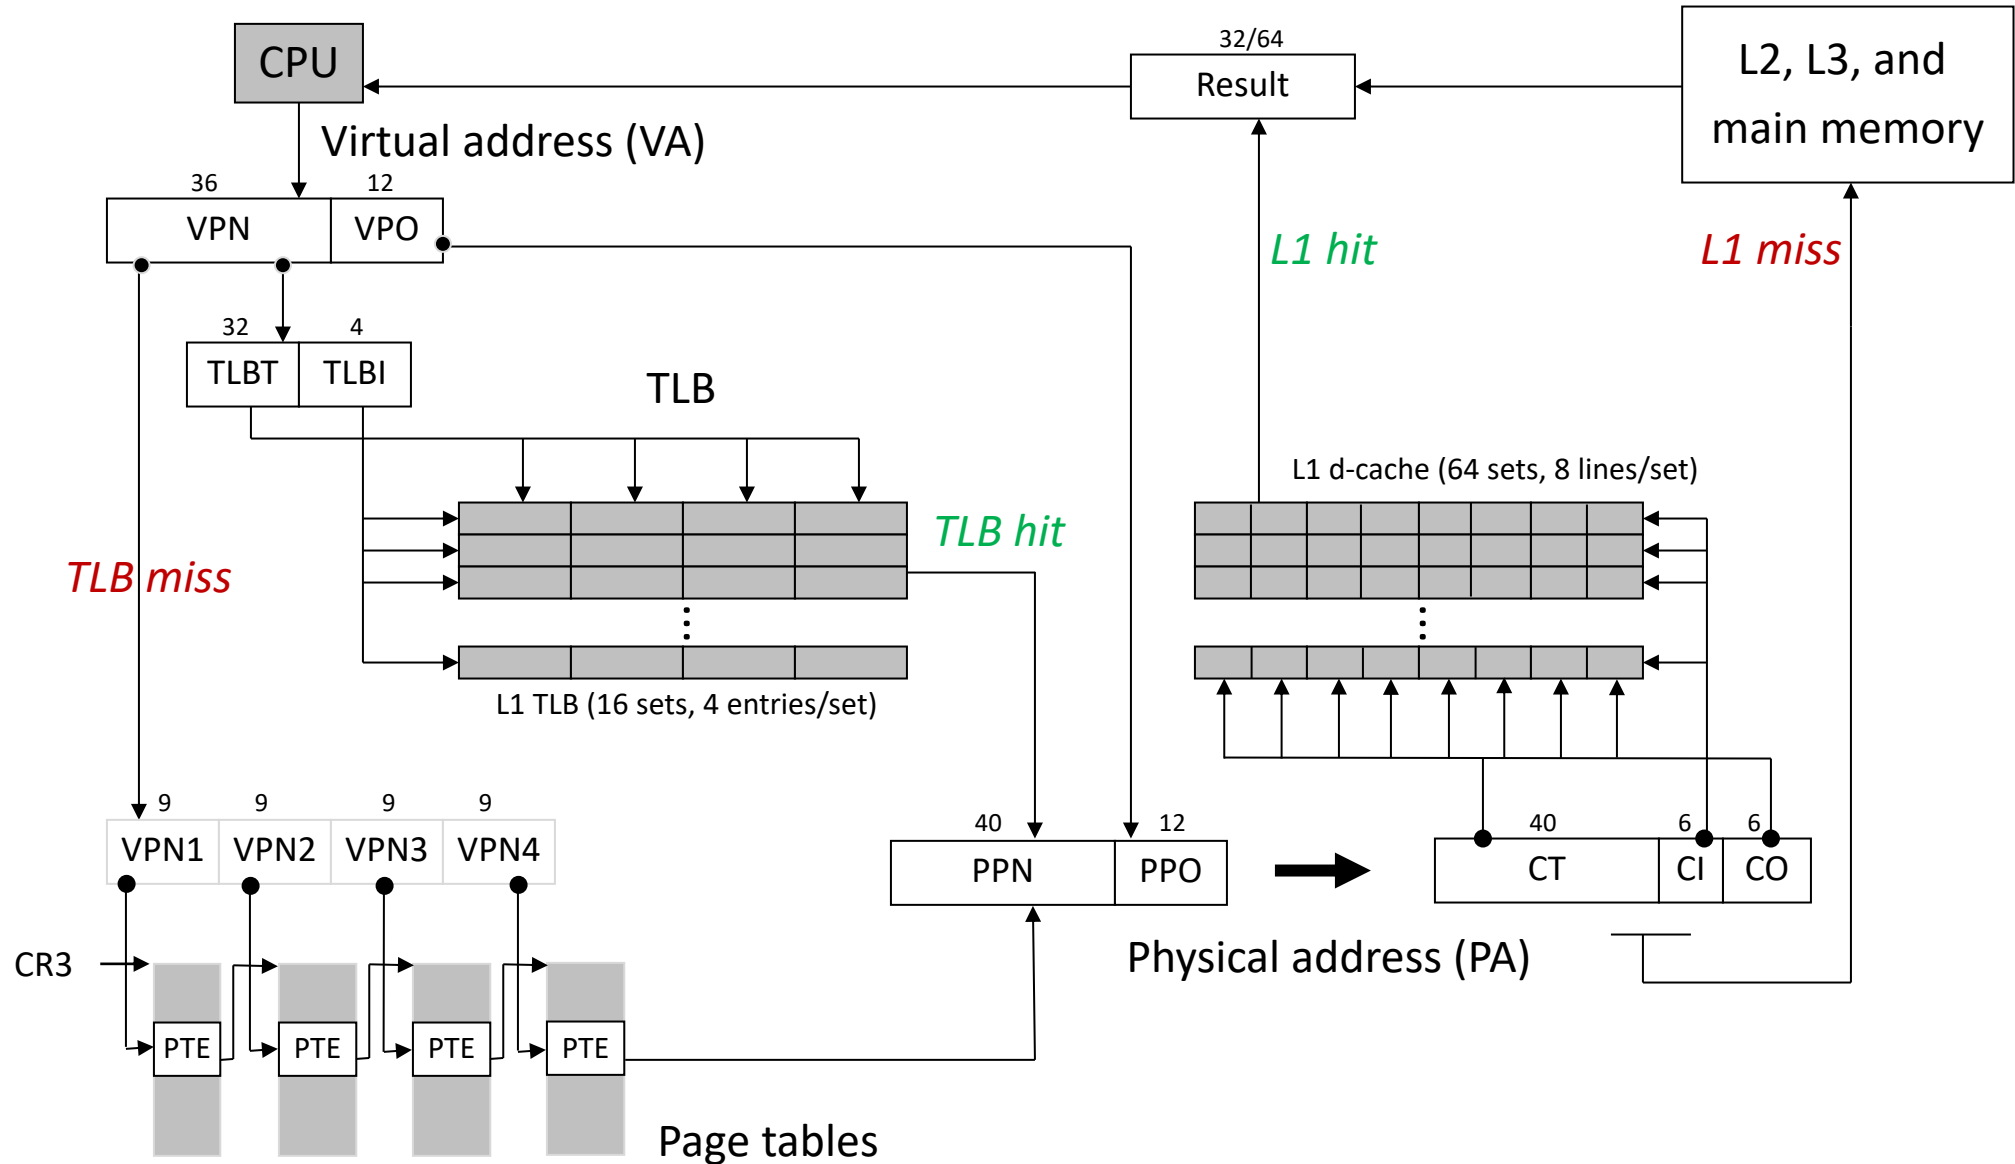 CPU
32/64
Result
L2, L3, and
main memory
Virtual address (VA)
36
12
VPN
VPO
L1 hit
L1 miss
32
4
TLBT
TLBI
TLB
L1 d-cache (64 sets, 8 lines/set)
TLB hit
TLB miss
L1 TLB (16 sets, 4 entries/set)
9
9
9
9
VPN1
VPN2
VPN3
VPN4
40
12
PPN
PPO
40
6
6
CT
CI
CO
Physical address (PA)
CR3
PTE
PTE
PTE
PTE
Page tables